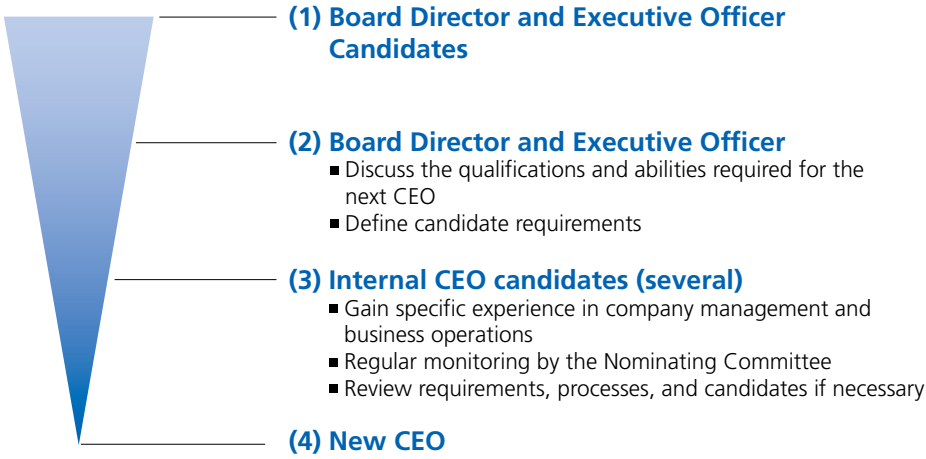 (1) Board Director and Executive Officer
Candidates
(2) Board Director and Executive Officer
■ Discuss the qualifications and abilities required for the
next CEO
■ Define candidate requirements
(3) Internal CEO candidates (several)
■ Gain specific experience in company management and
business operations
■ Regular monitoring by the Nominating Committee
■ Review requirements, processes, and candidates if necessary
(4) New CEO